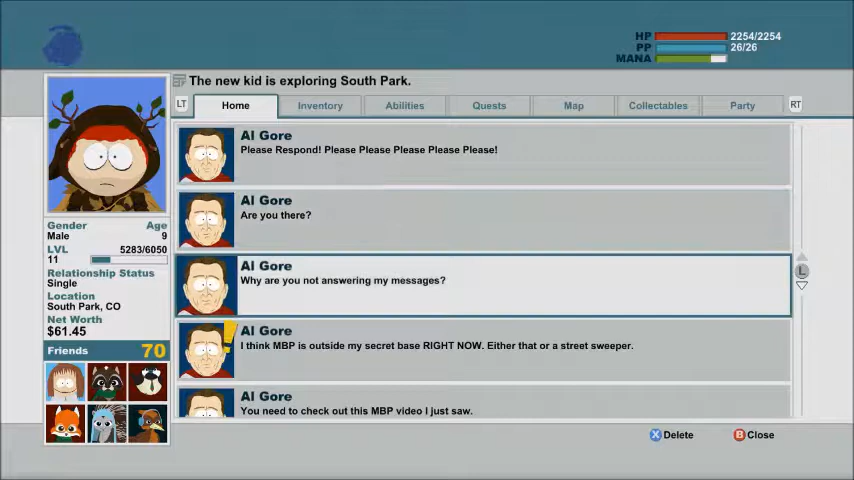 HP 2254/2254
PP 26/26
MANA
The new kid is exploring South Park.
LT Home Inventory Abilities Quests Map Collectables Party RT
Al Gore
Please Respond! Please Please Please Please Please!
Al Gore
Are you there?
Al Gore
Why are you not answering my messages?
Al Gore
I think MBP is outside my secret base RIGHT NOW. Either that or a street sweeper.
Al Gore
You need to check out this MBP video I just saw.
Gender Age
Male 9
LVL 5283/6050
11
Relationship Status
Single
Location
South Park, CO
Net Worth
$61.45
Friends 70
L
X Delete B Close